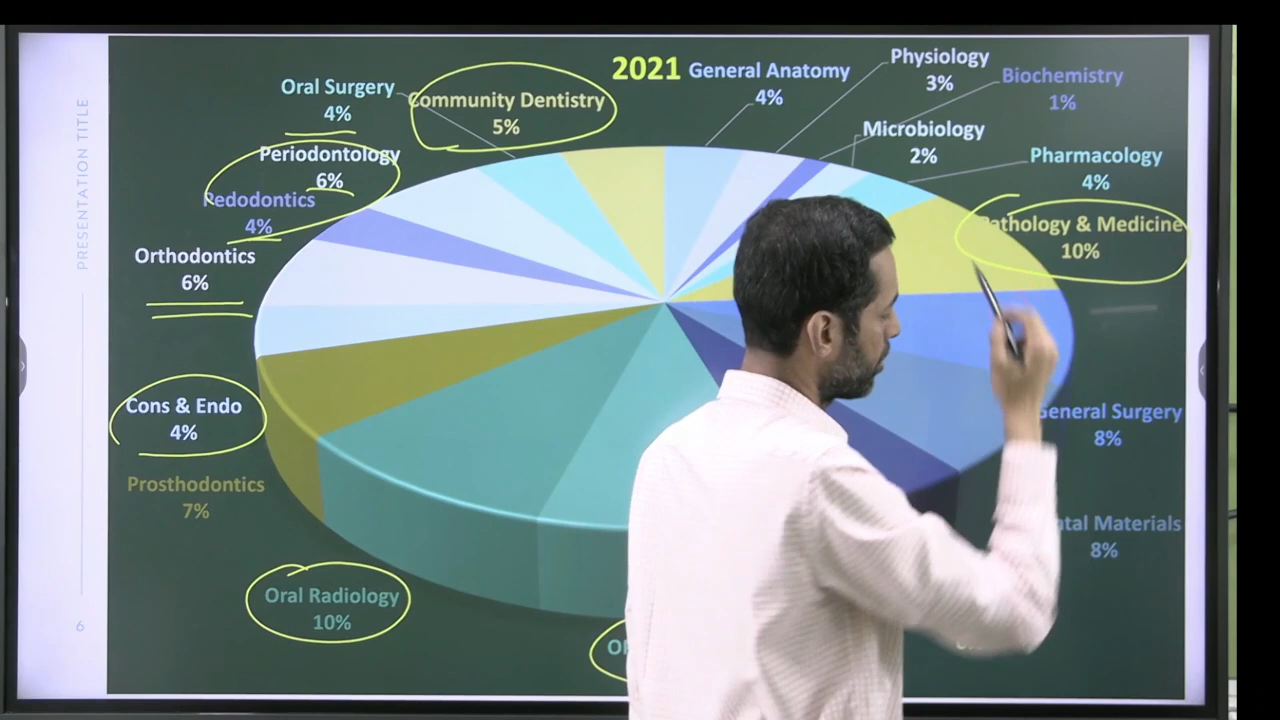 PRESENTATION TITLE
6
2021
General Anatomy
4%
Physiology
3%
Biochemistry
1%
Microbiology
2%
Pharmacology
4%
& Medicine
10%
General Surgery
8%
Materials
8%
Oral Radiology
10%
Prosthodontics
7%
Cons & Endo
4%
Orthodontics
6%
Pedodontics
4%
Periodontology
6%
Oral Surgery
4%
Community Dentistry
5%